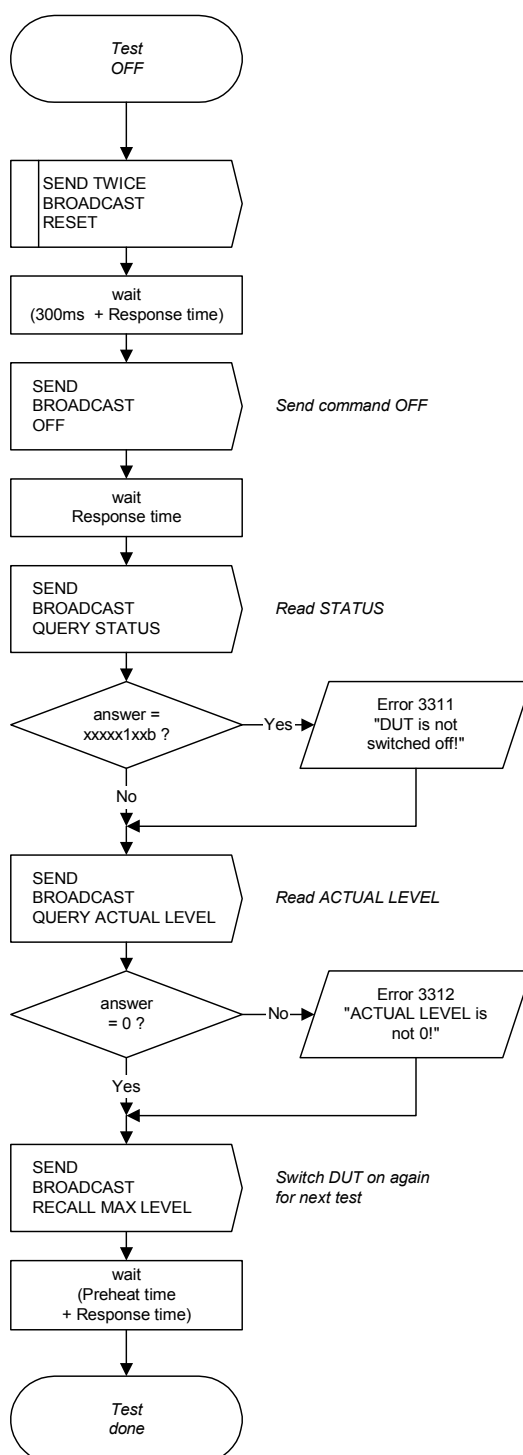 Test
OFF
SEND TWICE
BROADCAST
RESET
wait
(300ms + Response time)
SEND
BROADCAST
OFF
Send command OFF
wait
Response time
SEND
BROADCAST
QUERY STATUS
Read STATUS
answer =
xxxxx1xxb ?
Yes
Error 3311
"DUT is not
switched off!"
No
SEND
BROADCAST
QUERY ACTUAL LEVEL
Read ACTUAL LEVEL
answer
= 0 ?
No
Error 3312
"ACTUAL LEVEL is
not 0!"
Yes
SEND
BROADCAST
RECALL MAX LEVEL
Switch DUT on again
for next test
wait
(Preheat time
+ Response time)
Test
done